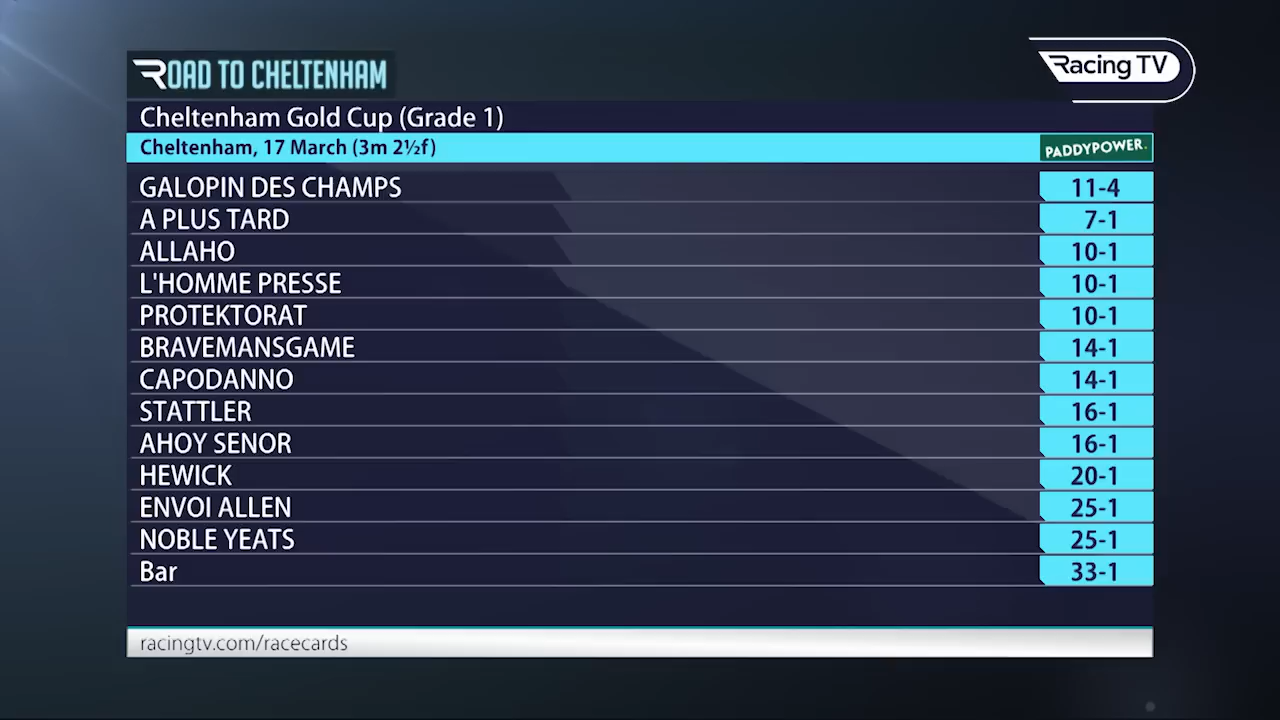 ROAD TO CHELTENHAM
Racing TV
Cheltenham Gold Cup (Grade 1)
Cheltenham, 17 March (3m 2½f)
PADDYPOWER.
GALOPIN DES CHAMPS 11-4
A PLUS TARD 7-1
ALLAHO 10-1
L'HOMME PRESSE 10-1
PROTEKTORAT 10-1
BRAVEMANSGAME 14-1
CAPODANNO 14-1
STATTLER 16-1
AHOY SENOR 16-1
HEWICK 20-1
ENVOI ALLEN 25-1
NOBLE YEATS 25-1
Bar 33-1
racingtv.com/racecards